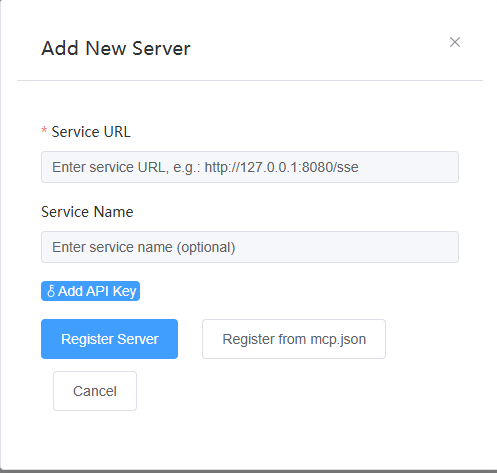 Add New Server
* Service URL
Enter service URL, e.g.: http://127.0.0.1:8080/sse
Service Name
Enter service name (optional)
Add API Key
Register Server
Register from mcp.json
Cancel